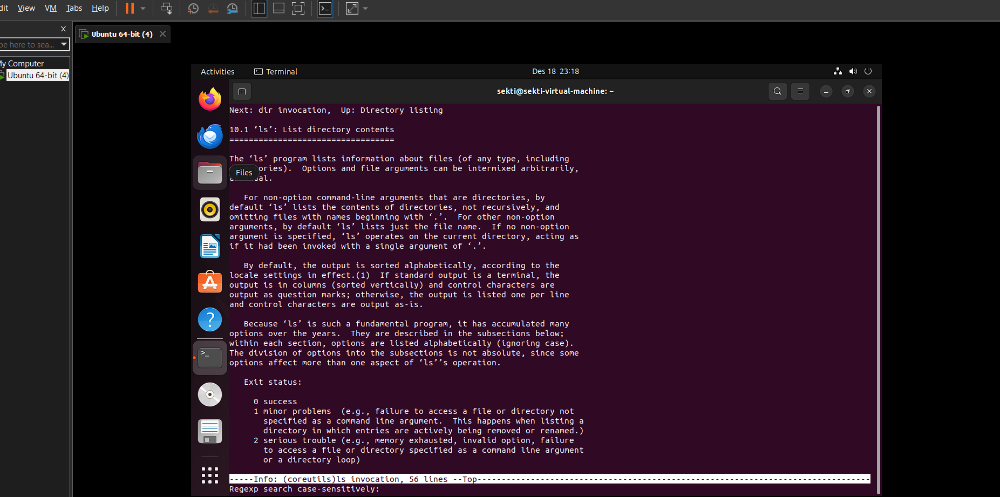 dit View VM Tabs Help
Ubuntu 64-bit (4)
pe here to sea...
My Computer
Ubuntu 64-bit (4)
Activities Terminal Des 18 23:18
sekti@sekti-virtual-machine: ~
Next: dir invocation,  Up: Directory listing
10.1 ‘ls’: List directory contents
==================================
The ‘ls’ program lists information about files (of any type, including
ories).  Options and file arguments can be intermixed arbitrarily,
Files
a al.
For non-option command-line arguments that are directories, by
default ‘ls’ lists the contents of directories, not recursively, and
omitting files with names beginning with ‘.’.  For other non-option
arguments, by default ‘ls’ lists just the file name.  If no non-option
argument is specified, ‘ls’ operates on the current directory, acting as
if it had been invoked with a single argument of ‘.’.
By default, the output is sorted alphabetically, according to the
locale settings in effect.(1)  If standard output is a terminal, the
output is in columns (sorted vertically) and control characters are
output as question marks; otherwise, the output is listed one per line
and control characters are output as-is.
Because ‘ls’ is such a fundamental program, it has accumulated many
options over the years.  They are described in the subsections below;
within each section, options are listed alphabetically (ignoring case).
The division of options into the subsections is not absolute, since some
options affect more than one aspect of ‘ls’’s operation.
Exit status:
0 success
1 minor problems  (e.g., failure to access a file or directory not
specified as a command line argument.  This happens when listing a
directory in which entries are actively being removed or renamed.)
2 serious trouble (e.g., memory exhausted, invalid option, failure
to access a file or directory specified as a command line argument
or a directory loop)
-----Info: (coreutils)ls invocation, 56 lines --Top---------------------------------------------------------------------------------
Regexp search case-sensitively: